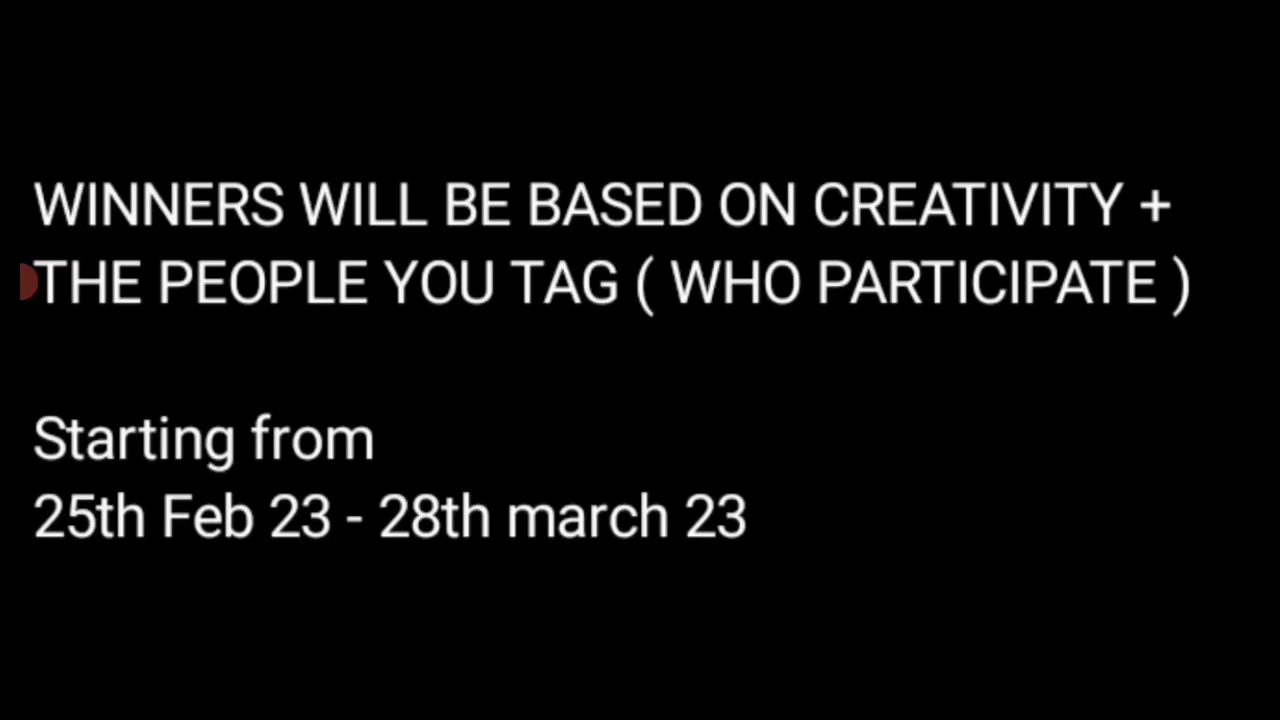 WINNERS WILL BE BASED ON CREATIVITY +
THE PEOPLE YOU TAG ( WHO PARTICIPATE )
Starting from
25th Feb 23 - 28th march 23